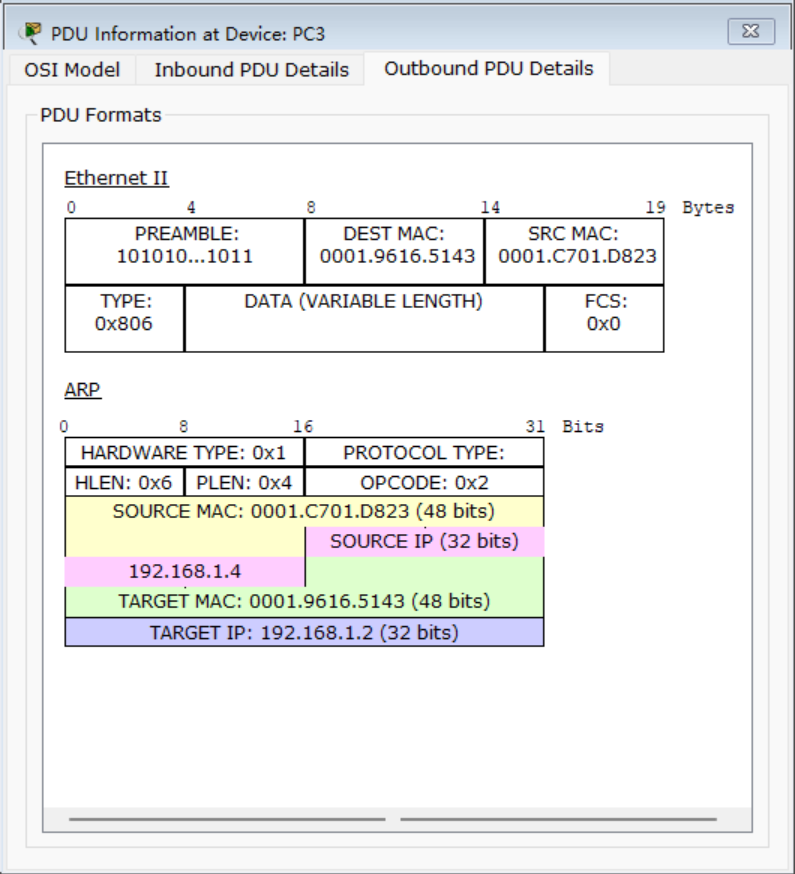 PDU Information at Device: PC3
OSI Model Inbound PDU Details Outbound PDU Details
PDU Formats
Ethernet II
0 4 8 14 19 Bytes
PREAMBLE: DEST MAC: SRC MAC:
101010...1011 0001.9616.5143 0001.C701.D823
TYPE: DATA (VARIABLE LENGTH) FCS:
0x806 0x0
ARP
0 8 16 31 Bits
HARDWARE TYPE: 0x1 PROTOCOL TYPE:
HLEN: 0x6 PLEN: 0x4 OPCODE: 0x2
SOURCE MAC: 0001.C701.D823 (48 bits)
SOURCE IP (32 bits)
192.168.1.4
TARGET MAC: 0001.9616.5143 (48 bits)
TARGET IP: 192.168.1.2 (32 bits)